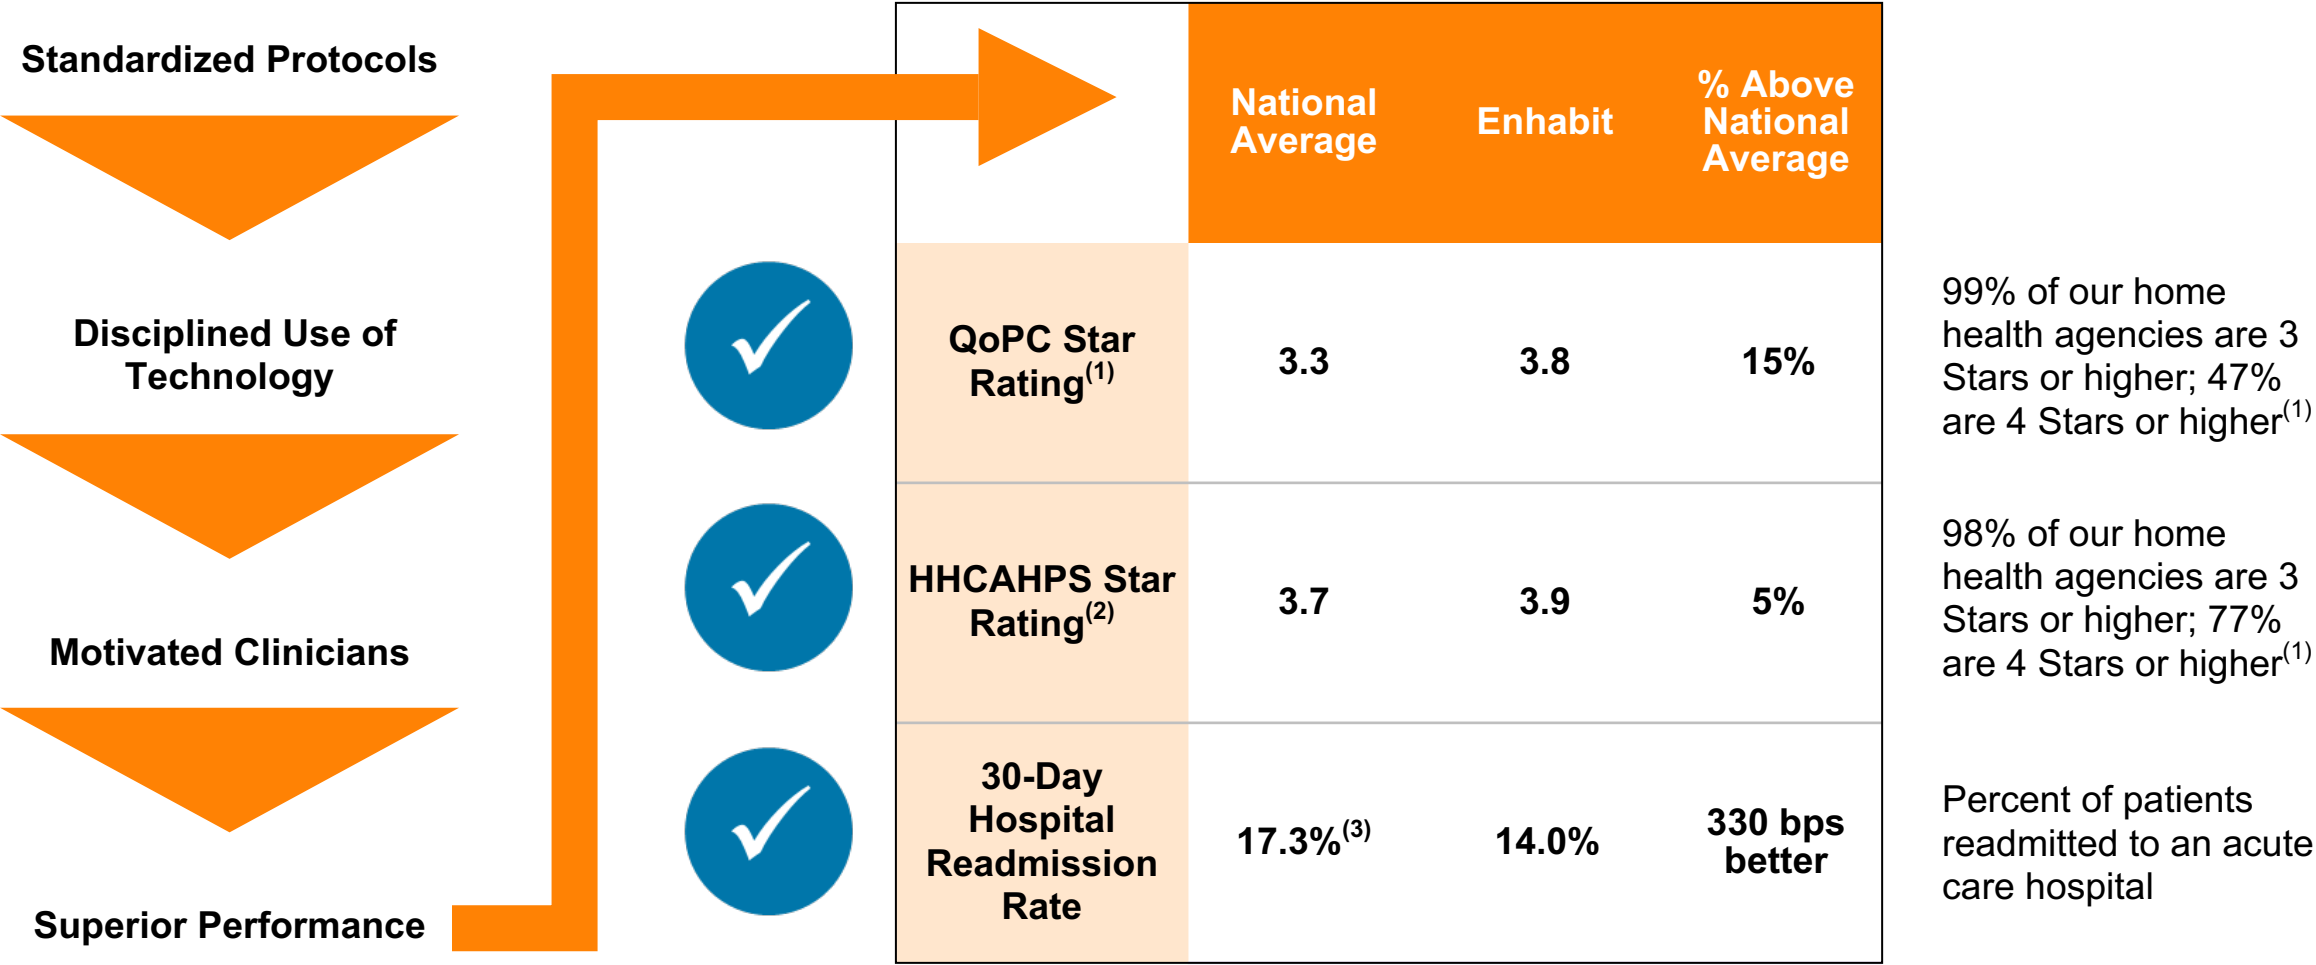 Standardized Protocols
Disciplined Use of
Technology
Motivated Clinicians
Superior Performance
National
Average
Enhabit
% Above
National
Average
QoPC Star
Rating(1)
3.3
3.8
15%
99% of our home
health agencies are 3
Stars or higher; 47%
are 4 Stars or higher(1)
HHCAHPS Star
Rating(2)
3.7
3.9
5%
98% of our home
health agencies are 3
Stars or higher; 77%
are 4 Stars or higher(1)
30-Day
Hospital
Readmission
Rate
17.3%(3)
14.0%
330 bps
better
Percent of patients
readmitted to an acute
care hospital